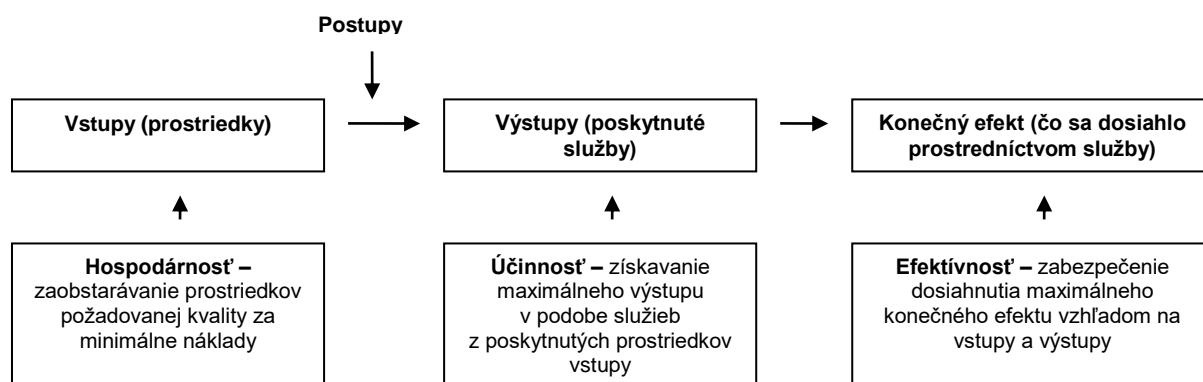 Postupy
Vstupy (prostriedky)
Výstupy (poskytnuté
služby)
Konečný efekt (čo sa dosiahlo
prostredníctvom služby)
Hospodárnosť –
zaobstarávanie prostriedkov
požadovanej kvality za
minimálne náklady
Účinnosť – získavanie
maximálneho výstupu
v podobe služieb
z poskytnutých prostriedkov
vstupy
Efektívnosť – zabezpečenie
dosiahnutia maximálneho
konečného efektu vzhľadom na
vstupy a výstupy